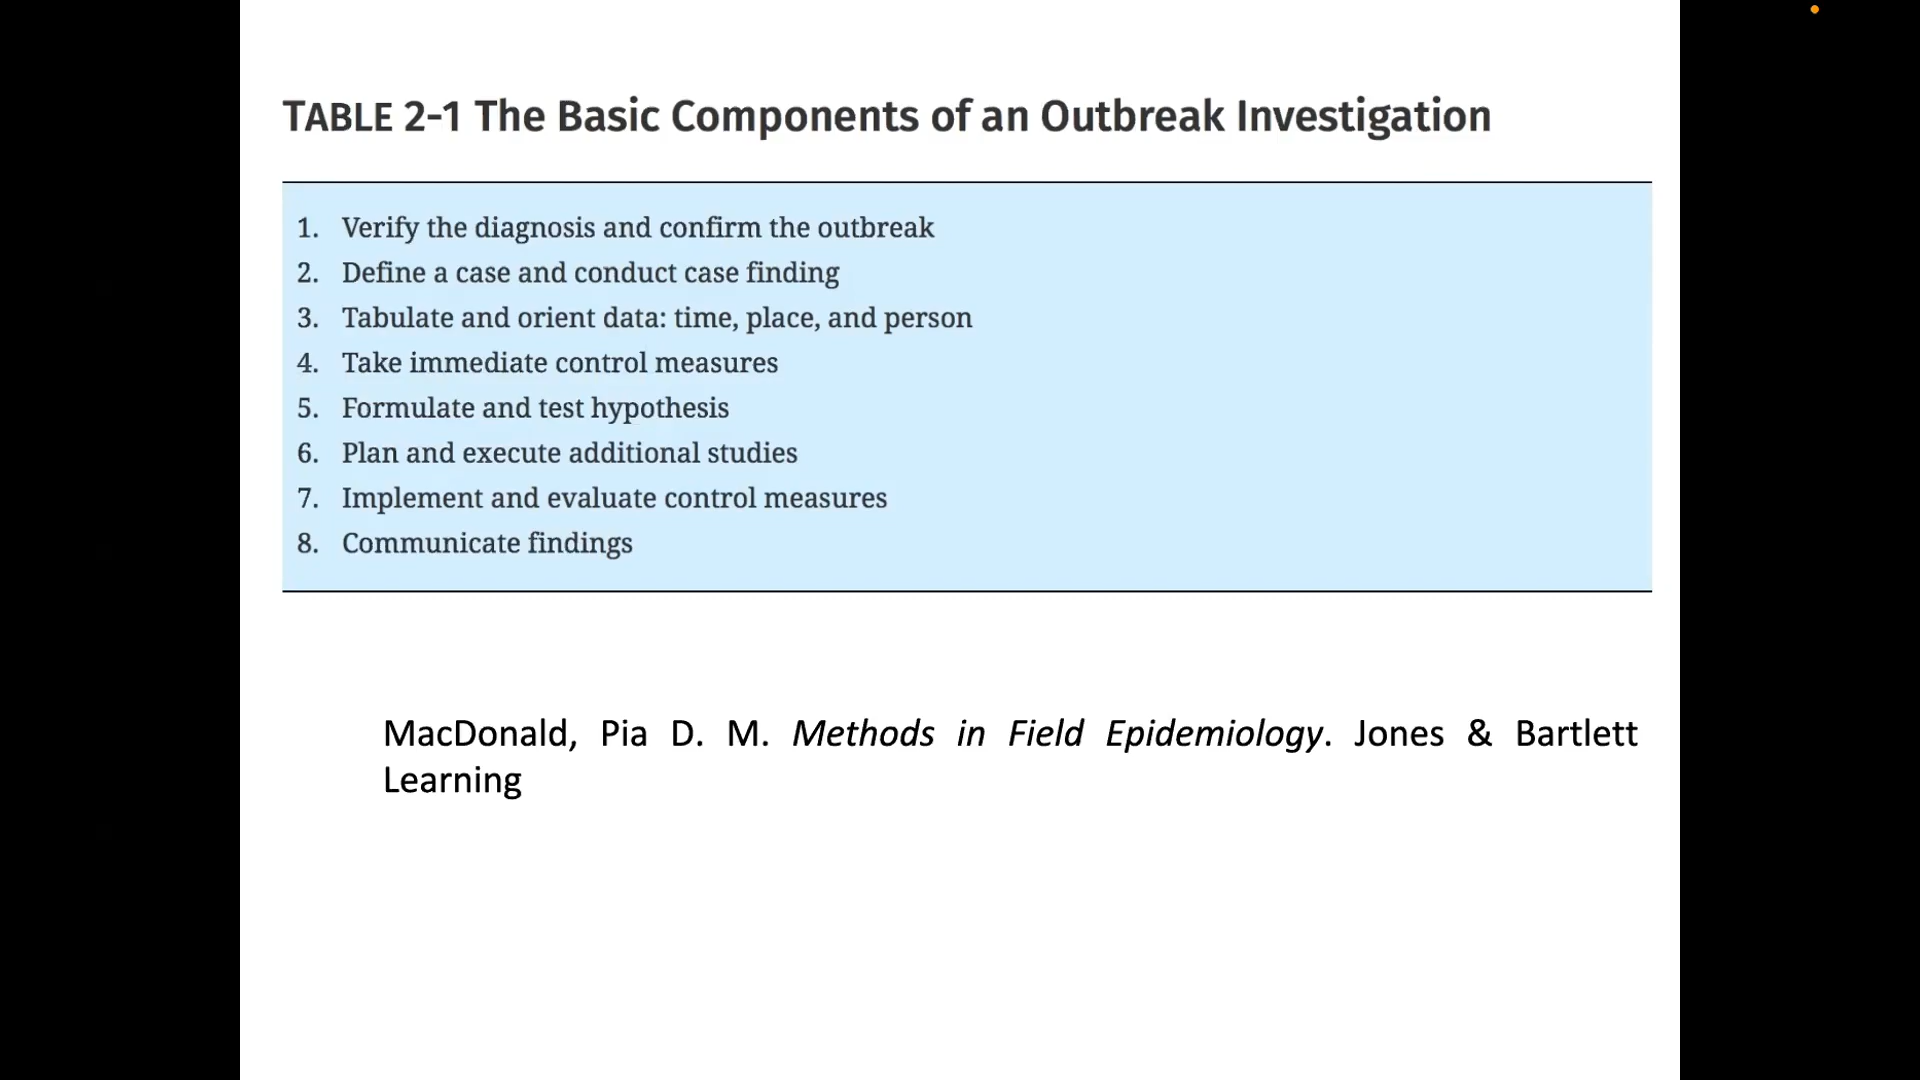 TABLE 2-1 The Basic Components of an Outbreak Investigation
1. Verify the diagnosis and confirm the outbreak
2. Define a case and conduct case finding
3. Tabulate and orient data: time, place, and person
4. Take immediate control measures
5. Formulate and test hypothesis
6. Plan and execute additional studies
7. Implement and evaluate control measures
8. Communicate findings
MacDonald, Pia D. M. Methods in Field Epidemiology. Jones & Bartlett
Learning